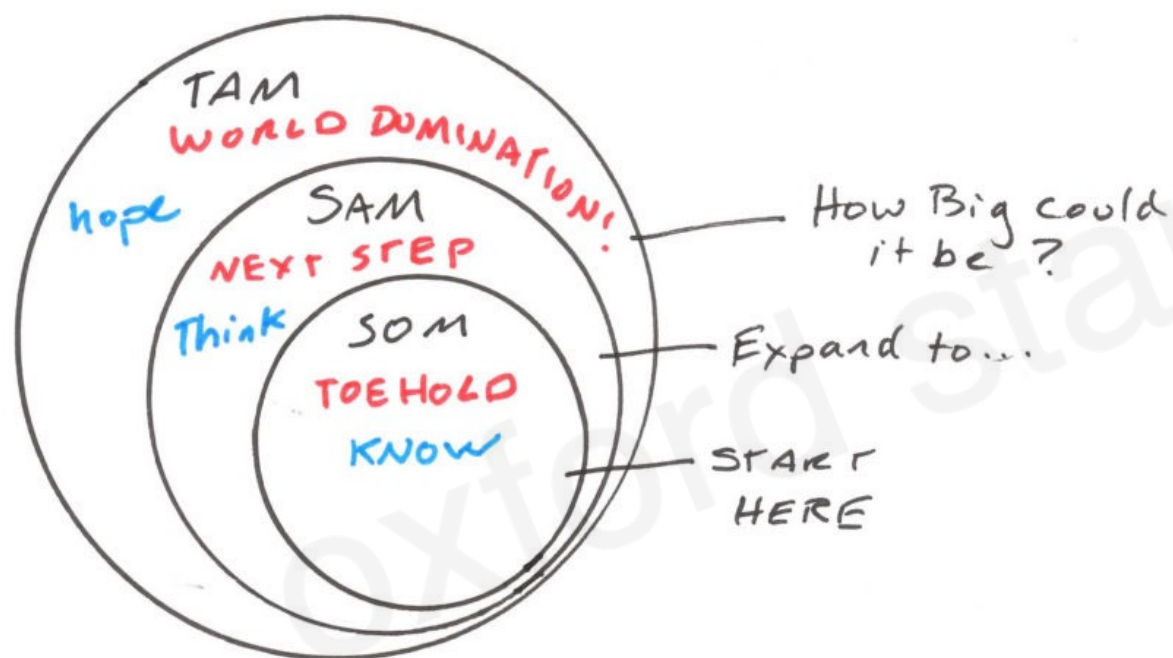 TAM
WORLD DOMINATION!
hope
SAM
NEXT STEP
Think
SOM
TOEHOLD
KNOW
How Big could
it be ?
Expand to...
START
HERE
oxford sta